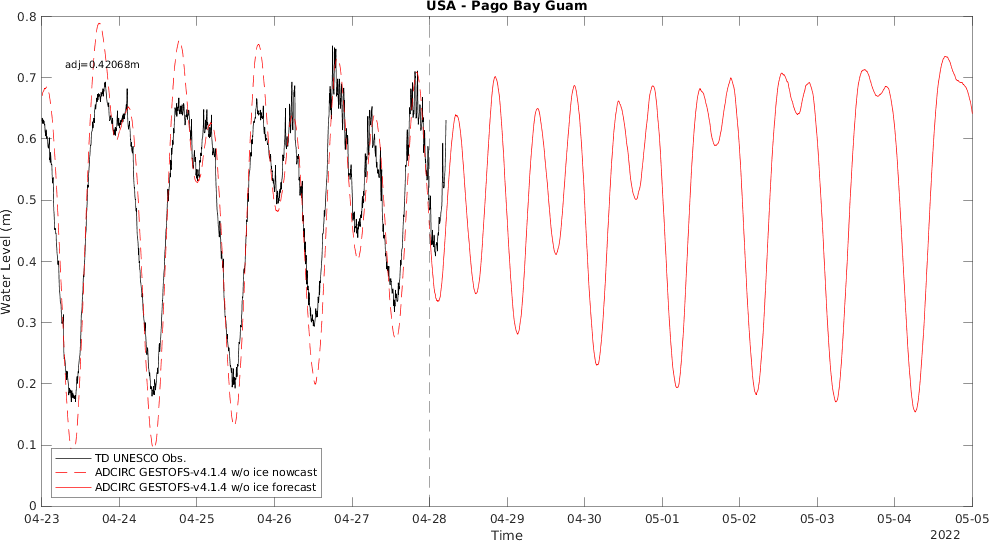 USA - Pago Bay Guam
0.8
0.7
0.6
0.5
0.4
0.3
0.2
0.1
0
Water Level (m)
adj=0.42068m
TD UNESCO Obs.
ADCIRC GESTOFS-v4.1.4 w/o ice nowcast
ADCIRC GESTOFS-v4.1.4 w/o ice forecast
04-23 04-24 04-25 04-26 04-27 04-28 04-29 04-30 05-01 05-02 05-03 05-04 05-05
Time
2022